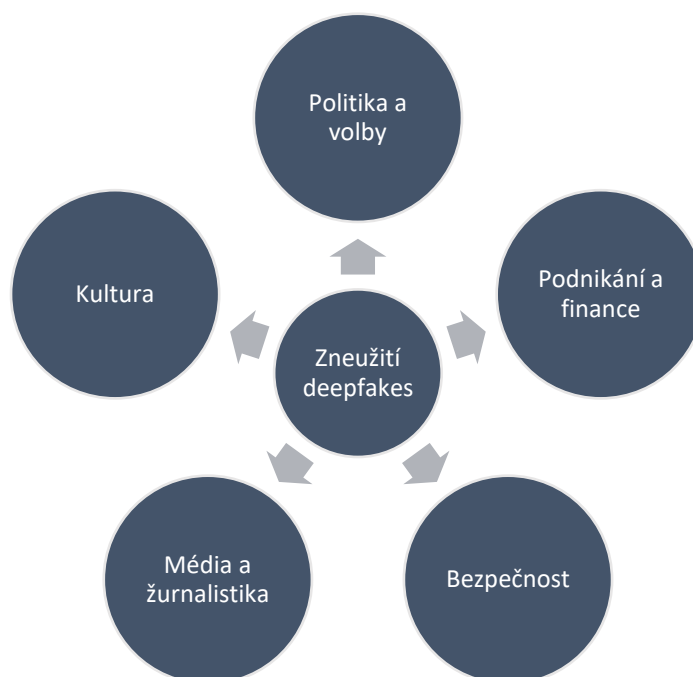 Politika a
volby
Kultura
Podnikání a
finance
Zneužití
deepfakes
Média a
žurnalistika
Bezpečnost